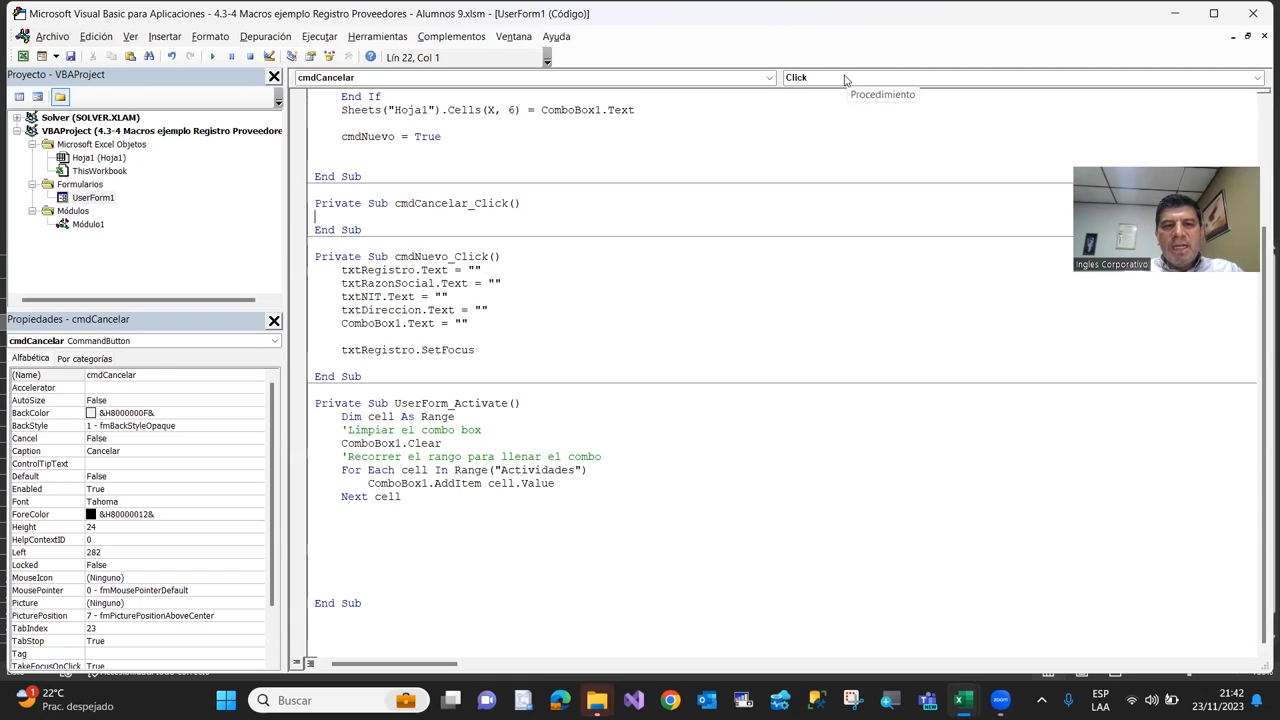 Microsoft Visual Basic para Aplicaciones - 4.3-4 Macros ejemplo Registro Proveedores - Alumnos 9.xlsm - [UserForm1 (Código)]
Archivo Edición Ver Insertar Formato Depuración Ejecutar Herramientas Complementos Ventana Ayuda
Lín 22, Col 1
Proyecto - VBAProject
cmdCancelar
Click
Procedimiento
Solver (SOLVER.XLAM)
VBAProject (4.3-4 Macros ejemplo Registro Proveedores
Microsoft Excel Objetos
Hoja1 (Hoja1)
ThisWorkbook
Formularios
UserForm1
Módulos
Módulo1
End If
Sheets("Hoja1").Cells(X, 6) = ComboBox1.Text
cmdNuevo = True
End Sub
Private Sub cmdCancelar_Click()
End Sub
Private Sub cmdNuevo_Click()
txtRegistro.Text = ""
txtRazonSocial.Text = ""
txtNIT.Text = ""
txtDireccion.Text = ""
ComboBox1.Text = ""
txtRegistro.SetFocus
End Sub
Private Sub UserForm_Activate()
Dim cell As Range
'Limpiar el combo box
ComboBox1.Clear
'Recorrer el rango para llenar el combo
For Each cell In Range("Actividades")
ComboBox1.AddItem cell.Value
Next cell
End Sub
Ingles Corporativo
Propiedades - cmdCancelar
cmdCancelar CommandButton
Alfabética Por categorías
(Name) cmdCancelar
Accelerator
AutoSize False
BackColor &H8000000F&
BackStyle 1 - fmBackStyleOpaque
Cancel False
Caption Cancelar
ControlTipText
Default False
Enabled True
Font Tahoma
ForeColor &H80000012&
Height 24
HelpContextID 0
Left 282
Locked False
MouseIcon (Ninguno)
MousePointer 0 - fmMousePointerDefault
Picture (Ninguno)
PicturePosition 7 - fmPicturePositionAboveCenter
TabIndex 23
TabStop True
Tag
TakeFocusOnClick True
22°C
Prac. despejado
Buscar
ESP
LAA
21:42
23/11/2023